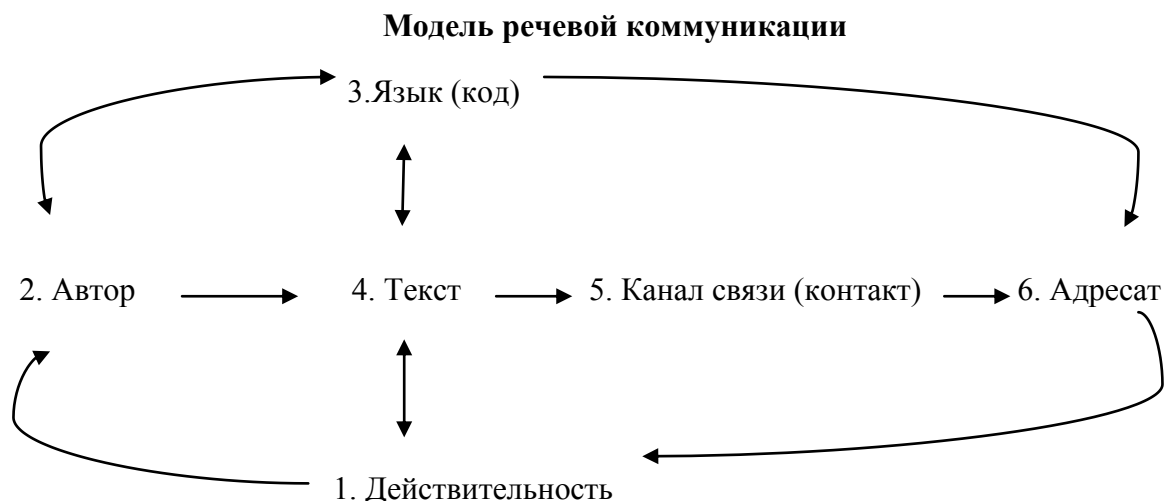 Модель речевой коммуникации
3.Язык (код)
2. Автор
4. Текст
5. Канал связи (контакт)
6. Адресат
1. Действительность